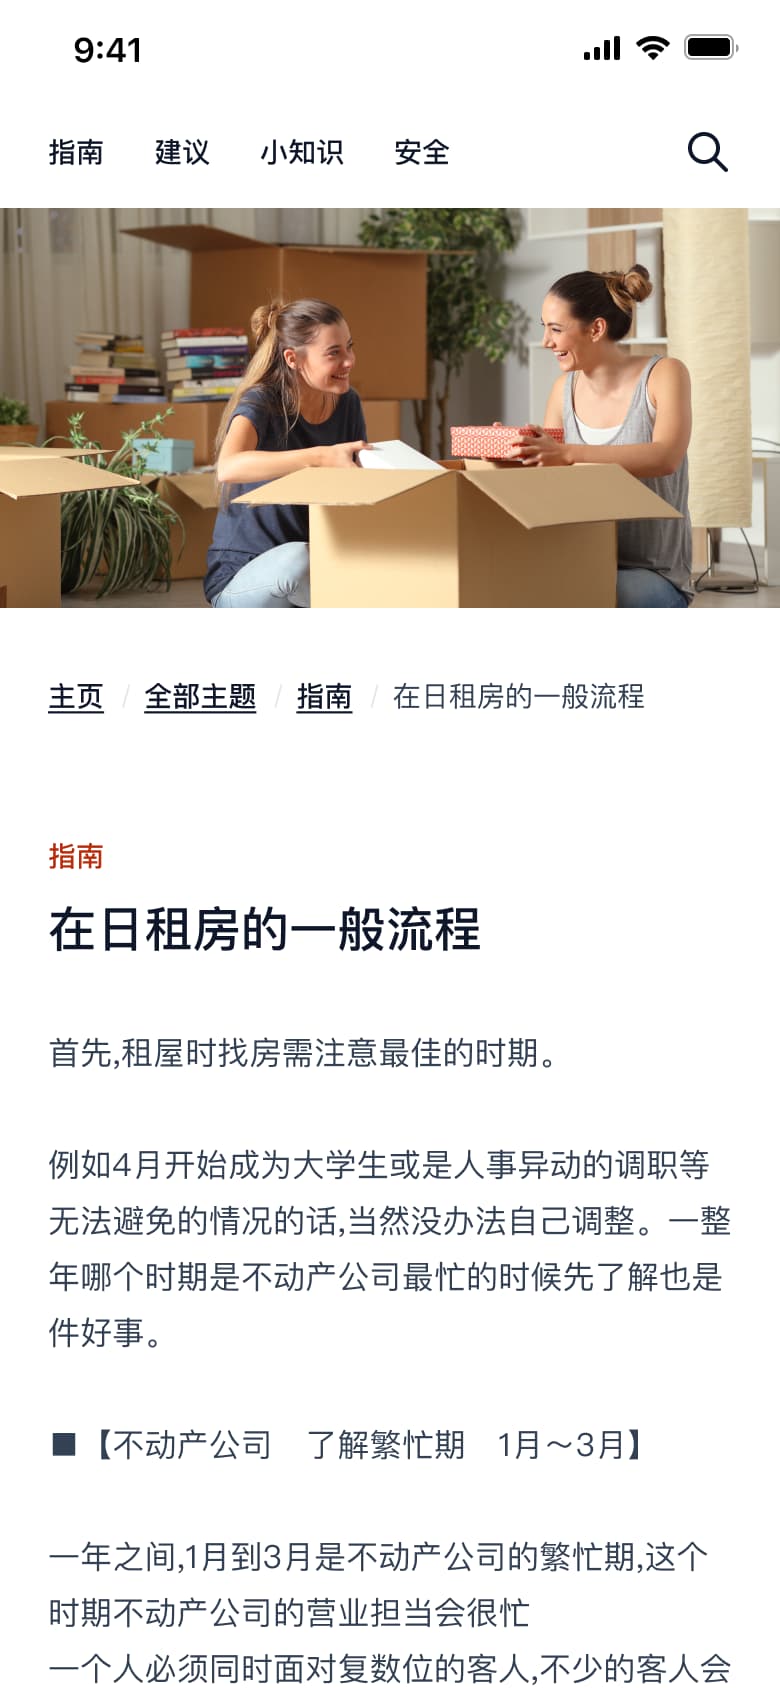 9:41
指南 建议 小知识 安全
主页 / 全部主题 / 指南 / 在日租房的一般流程
指南
在日租房的一般流程
首先,租屋时找房需注意最佳的时期。
例如4月开始成为大学生或是人事异动的调职等
无法避免的情况的话,当然没办法自己调整。一整
年哪个时期是不动产公司最忙的时候先了解也是
件好事。
■【不动产公司　了解繁忙期　1月～3月】
一年之间,1月到3月是不动产公司的繁忙期,这个
时期不动产公司的营业担当会很忙
一个人必须同时面对复数位的客人,不少的客人会